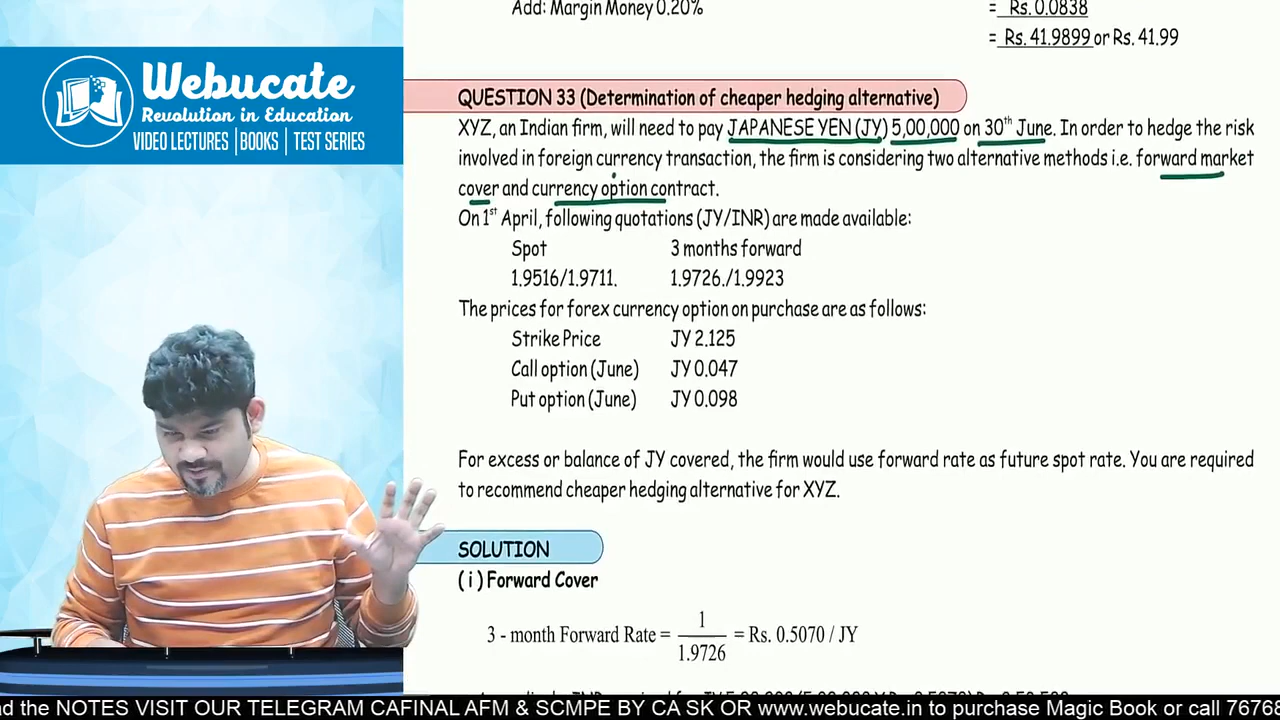 Add: Margin Money 0.20%
= Rs. 0.0838
= Rs. 41.9899 or Rs. 41.99
Webucate
Revolution in Education
VIDEO LECTURES | BOOKS | TEST SERIES
QUESTION 33 (Determination of cheaper hedging alternative)
XYZ, an Indian firm, will need to pay JAPANESE YEN (JY) 5,00,000 on 30th June. In order to hedge the risk
involved in foreign currency transaction, the firm is considering two alternative methods i.e. forward market
cover and currency option contract.
On 1st April, following quotations (JY/INR) are made available:
Spot 3 months forward
1.9516/1.9711. 1.9726./1.9923
The prices for forex currency option on purchase are as follows:
Strike Price JY 2.125
Call option (June) JY 0.047
Put option (June) JY 0.098
For excess or balance of JY covered, the firm would use forward rate as future spot rate. You are required
to recommend cheaper hedging alternative for XYZ.
SOLUTION
( i ) Forward Cover
3 - month Forward Rate = 1 / 1.9726 = Rs. 0.5070 / JY
d the NOTES VISIT OUR TELEGRAM CAFINAL AFM & SCMPE BY CA SK OR www.webucate.in to purchase Magic Book or call 76768